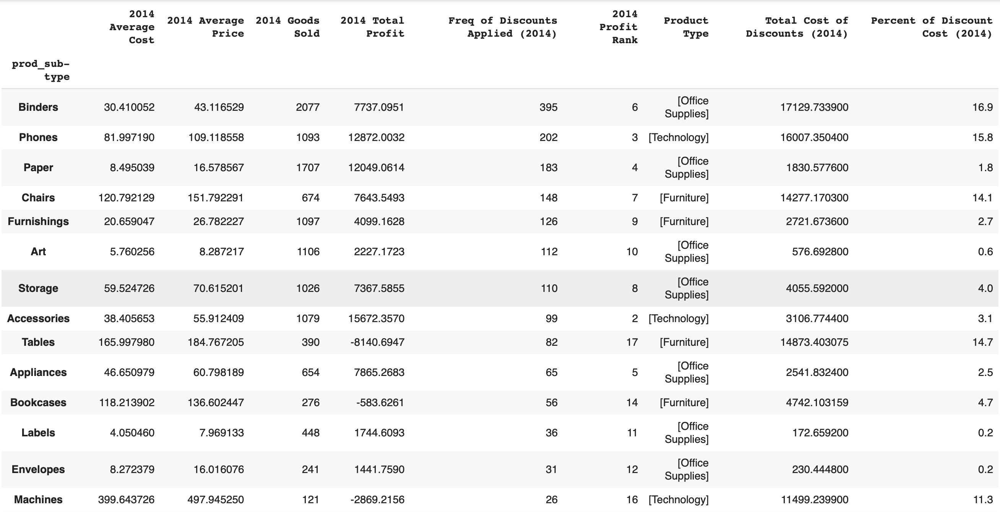 2014 Average Cost 2014 Average Price 2014 Goods Sold 2014 Total Profit Freq of Discounts Applied (2014) 2014 Profit Rank Product Type Total Cost of Discounts (2014) Percent of Discount Cost (2014)
prod_sub-type
Binders 30.410052 43.116529 2077 7737.0951 395 6 [Office Supplies] 17129.733900 16.9
Phones 81.997190 109.118558 1093 12872.0032 202 3 [Technology] 16007.350400 15.8
Paper 8.495039 16.578567 1707 12049.0614 183 4 [Office Supplies] 1830.577600 1.8
Chairs 120.792129 151.792291 674 7643.5493 148 7 [Furniture] 14277.170300 14.1
Furnishings 20.659047 26.782227 1097 4099.1628 126 9 [Furniture] 2721.673600 2.7
Art 5.760256 8.287217 1106 2227.1723 112 10 [Office Supplies] 576.692800 0.6
Storage 59.524726 70.615201 1026 7367.5855 110 8 [Office Supplies] 4055.592000 4.0
Accessories 38.405653 55.912409 1079 15672.3570 99 2 [Technology] 3106.774400 3.1
Tables 165.997980 184.767205 390 -8140.6947 82 17 [Furniture] 14873.403075 14.7
Appliances 46.650979 60.798189 654 7865.2683 65 5 [Office Supplies] 2541.832400 2.5
Bookcases 118.213902 136.602447 276 -583.6261 56 14 [Furniture] 4742.103159 4.7
Labels 4.050460 7.969133 448 1744.6093 36 11 [Office Supplies] 172.659200 0.2
Envelopes 8.272379 16.016076 241 1441.7590 31 12 [Office Supplies] 230.444800 0.2
Machines 399.643726 497.945250 121 -2869.2156 26 16 [Technology] 11499.239900 11.3